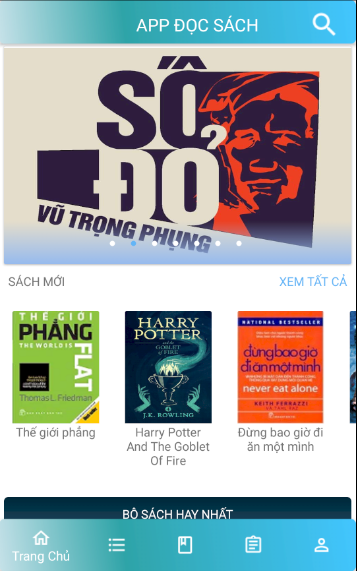 APP ĐỌC SÁCH
SỐ
ĐỎ
VŨ TRỌNG PHỤNG
SÁCH MỚI
XEM TẤT CẢ
THẾ GIỚI
PHẲNG
THE WORLD IS
FLAT
Thomas L. Friedman
Thế giới phẳng
HARRY
POTTER
and the
GOBLET
OF FIRE
J.K. ROWLING
Harry Potter
And The Goblet
Of Fire
NATIONAL BESTSELLER
đừng bao giờ
đi ăn một mình
never eat alone
KEITH FERRAZZI
Đừng bao giờ đi
ăn một mình
BỘ SÁCH HAY NHẤT
Trang Chủ